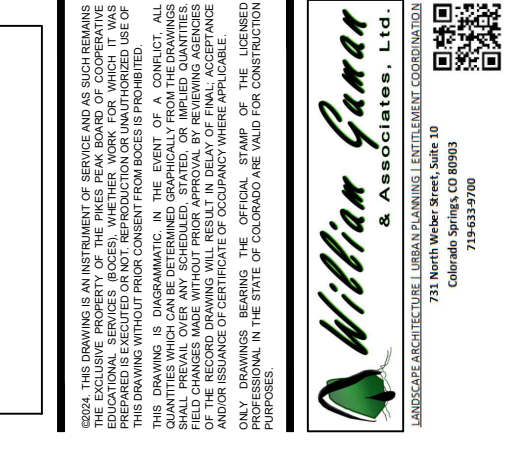 ©2024. THIS DRAWING IS AN INSTRUMENT OF SERVICE AND AS SUCH REMAINS
THE EXCLUSIVE PROPERTY OF THE PIKES PEAK BOARD OF COOPERATIVE
EDUCATIONAL SERVICES (BOCES), WHETHER WORK FOR WHICH IT WAS
PREPARED IS EXECUTED OR NOT. REPRODUCTION OR UNAUTHORIZED USE OF
THIS DRAWING WITHOUT PRIOR CONSENT FROM BOCES IS PROHIBITED.
THIS DRAWING IS DIAGRAMMATIC. IN THE EVENT OF A CONFLICT, ALL
QUANTITIES WHICH CAN BE DETERMINED GRAPHICALLY FROM THE DRAWINGS
SHALL PREVAIL OVER ANY SCHEDULED, STATED, OR IMPLIED QUANTITIES.
FIELD CHANGES MADE WITHOUT PRIOR APPROVAL BY REVIEWING AGENCIES
OF THE RECORD DRAWING WILL RESULT IN DELAY OF FINAL; ACCEPTANCE
AND/OR ISSUANCE OF CERTIFICATE OF OCCUPANCY WHERE APPLICABLE.
ONLY DRAWINGS BEARING THE OFFICIAL STAMP OF THE LICENSED
PROFESSIONAL IN THE STATE OF COLORADO ARE VALID FOR CONSTRUCTION
PURPOSES.
William Guman
& Associates, Ltd.
LANDSCAPE ARCHITECTURE | URBAN PLANNING | ENTITLEMENT COORDINATION
731 North Weber Street, Suite 10
Colorado Springs, CO 80903
719-633-9700